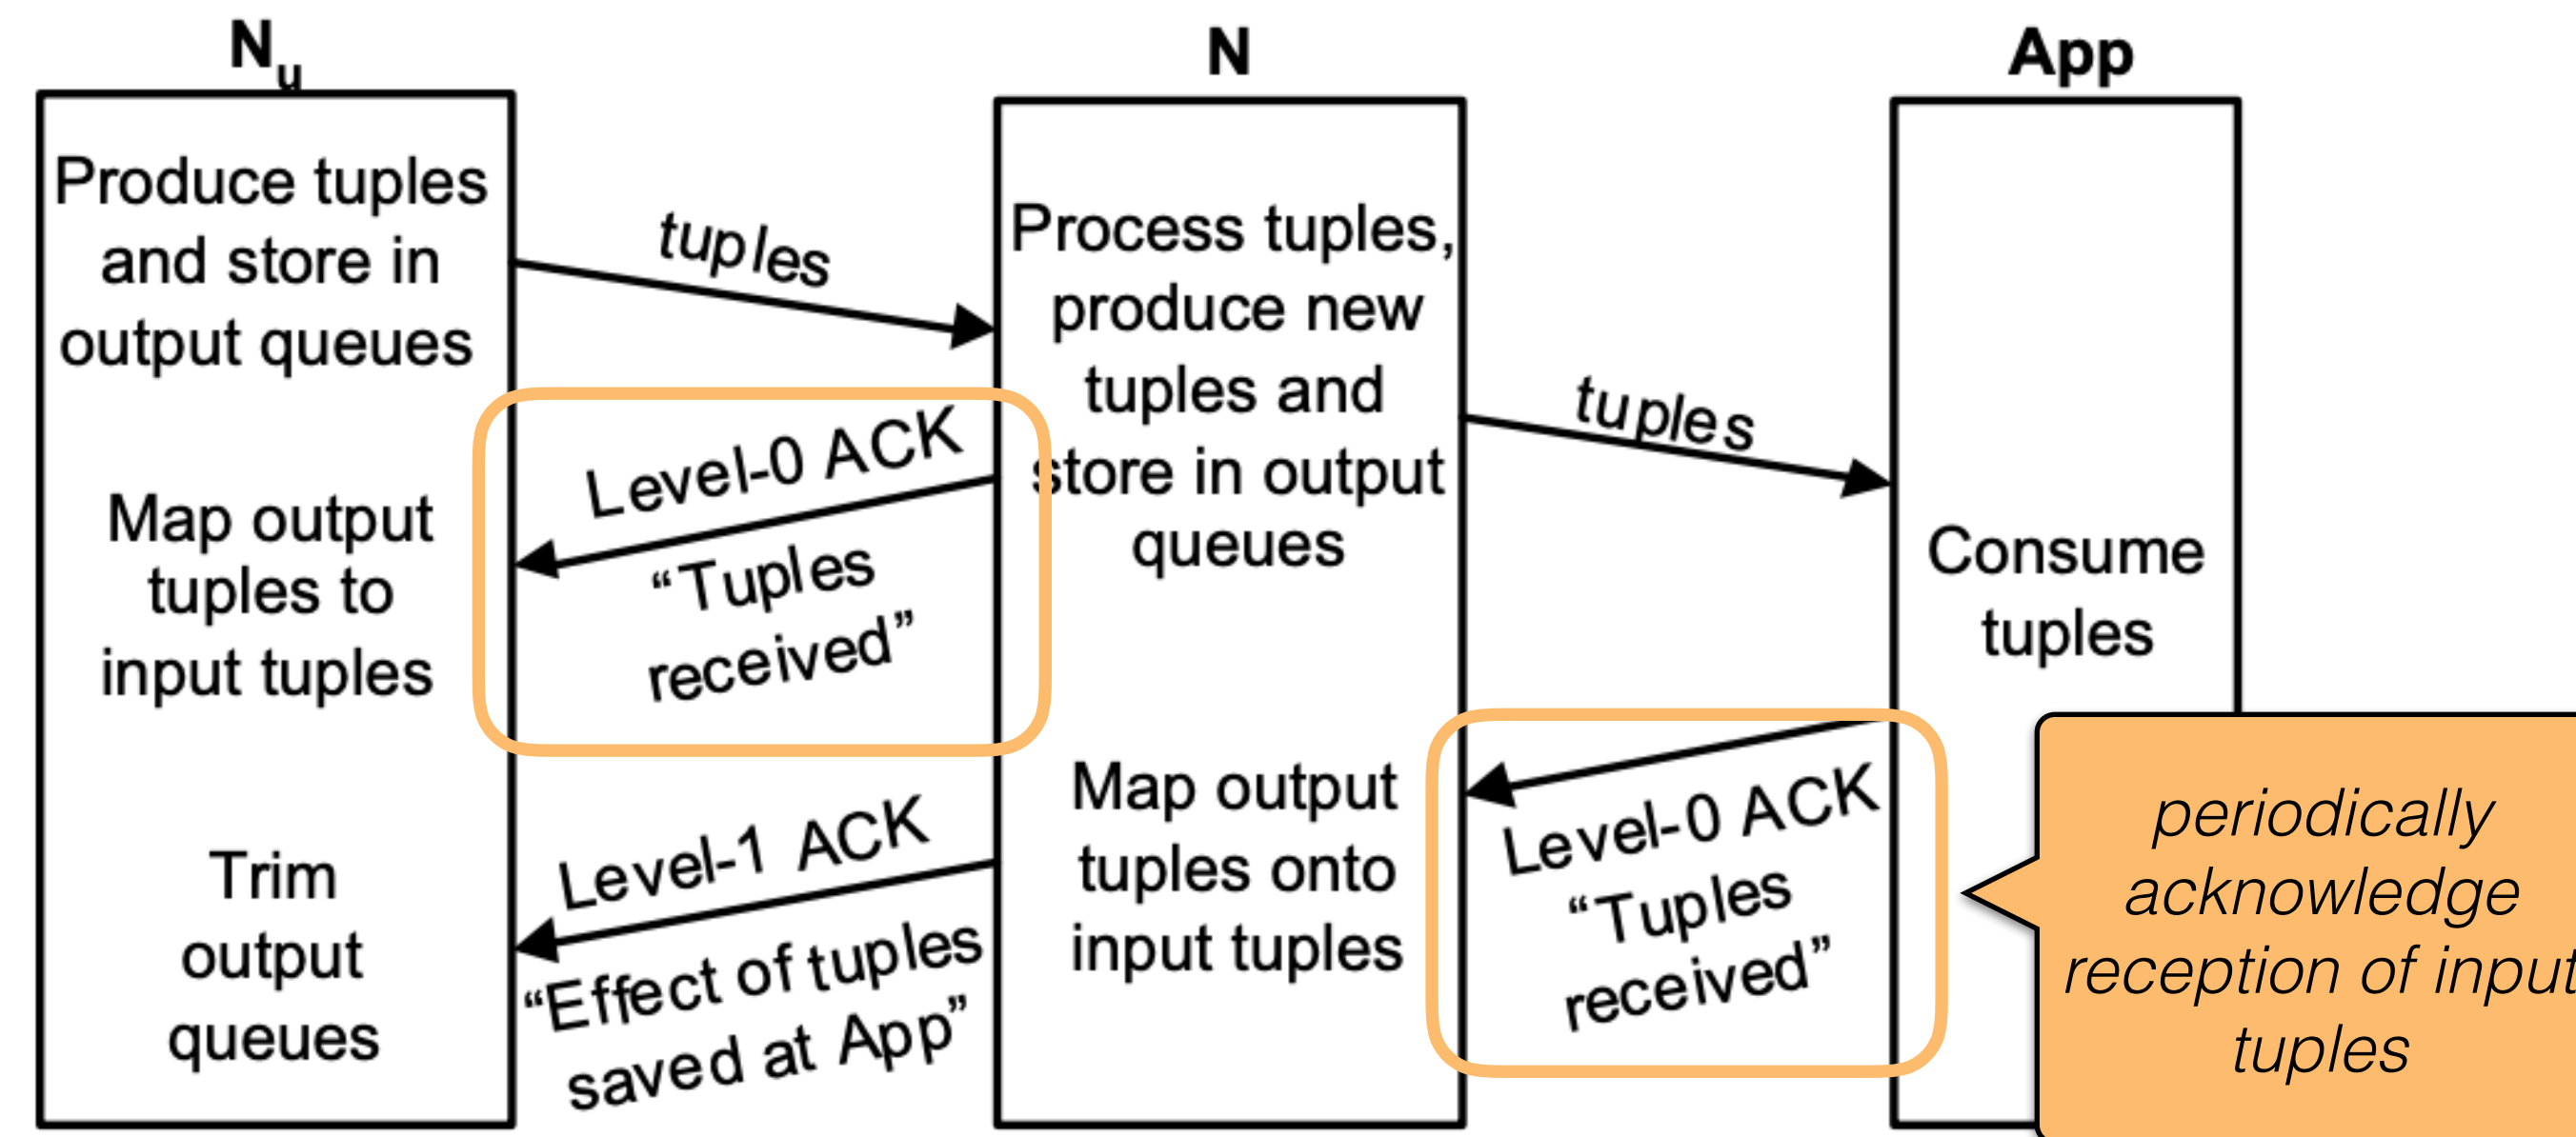 N_u
N
App
Produce tuples
and store in
output queues
tuples
Process tuples,
produce new
tuples and
store in output
queues
tuples
Level-0 ACK
“Tuples
received”
Map output
tuples to
input tuples
Consume
tuples
Level-0 ACK
“Tuples
received”
Map output
tuples onto
input tuples
Level-1 ACK
“Effect of tuples
saved at App”
Trim
output
queues
periodically
acknowledge
reception of input
tuples